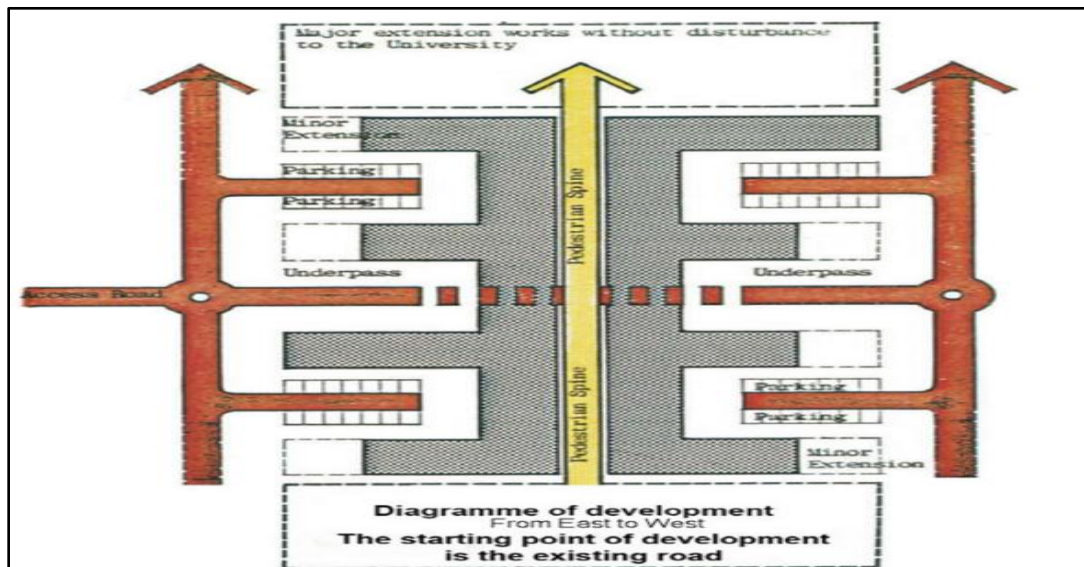 Major extension works without disturbance
to the University
Minor
Extension
Parking
Parking
Pedestrian Spine
Underpass
Underpass
Access Road
Pedestrian Spine
Parking
Parking
Minor
Extension
Diagramme of development
From East to West
The starting point of development
is the existing road